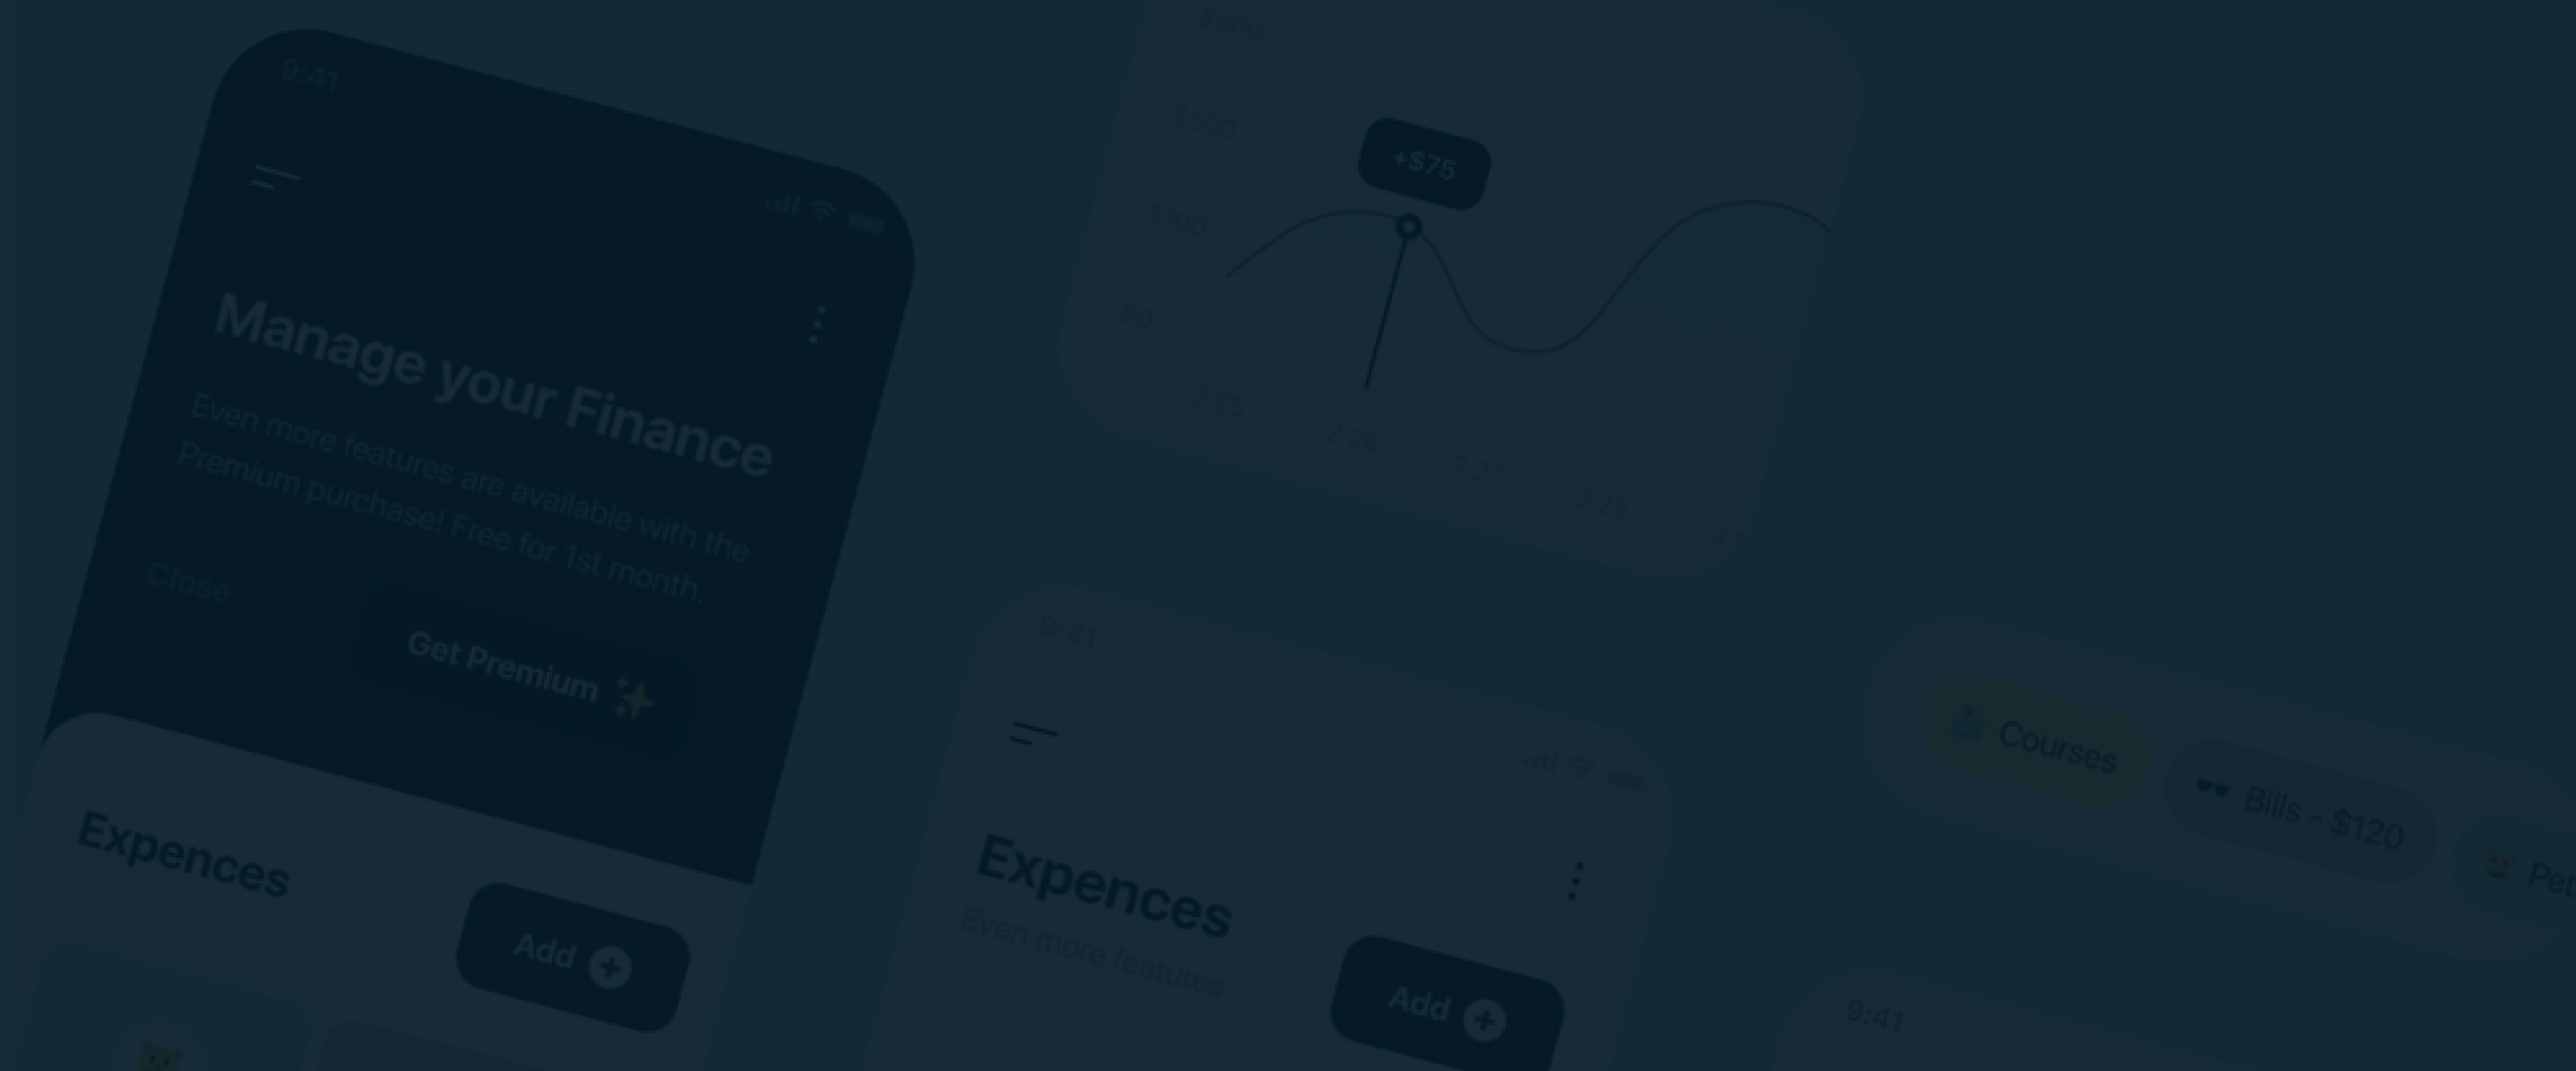 9:41
Manage your Finance
Even more features are available with the
Premium purchase! Free for 1st month.
Close
Get Premium ✨
Expences
Add
$800
$500
$100
$0
+$75
2.25
2.26
2.27
2.28
9:41
Expences
Even more features
Add
Courses
Bills - $120
9:41